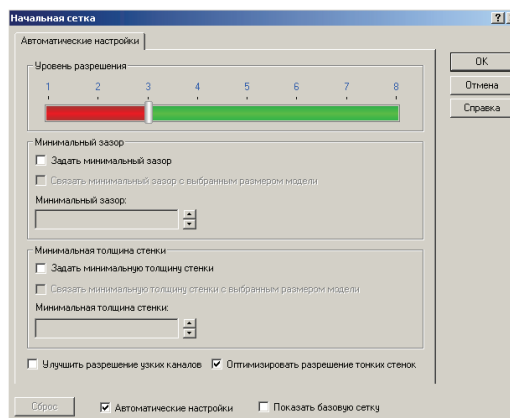 Начальная сетка
?
Автоматические настройки
OK
Отмена
Справка
Уровень разрешения
1 2 3 4 5 6 7 8
Минимальный зазор
Задать минимальный зазор
Связать минимальный зазор с выбранным размером модели
Минимальный зазор:
Минимальная толщина стенки
Задать минимальную толщину стенки
Связать минимальную толщину стенки с выбранным размером модели
Минимальная толщина стенки:
Улучшить разрешение узких каналов Оптимизировать разрешение тонких стенок
Сброс Автоматические настройки Показать базовую сетку